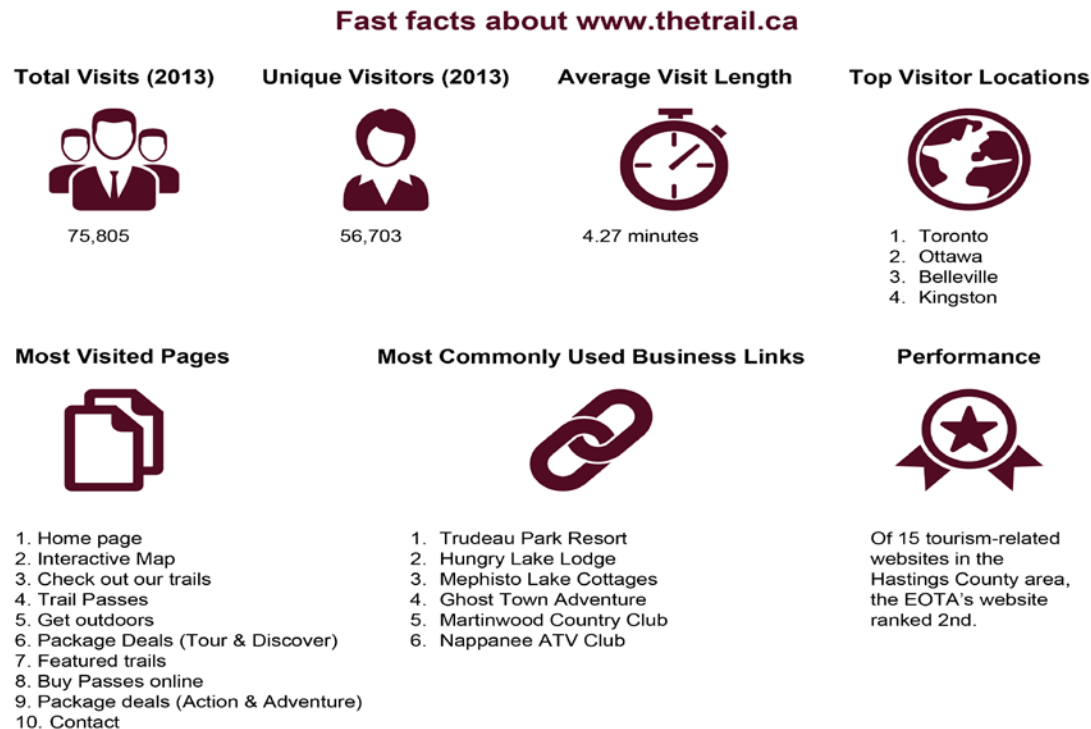 Fast facts about www.thetrail.ca
Total Visits (2013)
75,805
Unique Visitors (2013)
56,703
Average Visit Length
4.27 minutes
Top Visitor Locations
1. Toronto
2. Ottawa
3. Belleville
4. Kingston
Most Visited Pages
1. Home page
2. Interactive Map
3. Check out our trails
4. Trail Passes
5. Get outdoors
6. Package Deals (Tour & Discover)
7. Featured trails
8. Buy Passes online
9. Package deals (Action & Adventure)
10. Contact
Most Commonly Used Business Links
1. Trudeau Park Resort
2. Hungry Lake Lodge
3. Mephisto Lake Cottages
4. Ghost Town Adventure
5. Martinwood Country Club
6. Nappanee ATV Club
Performance
Of 15 tourism-related
websites in the
Hastings County area,
the EOTA's website
ranked 2nd.